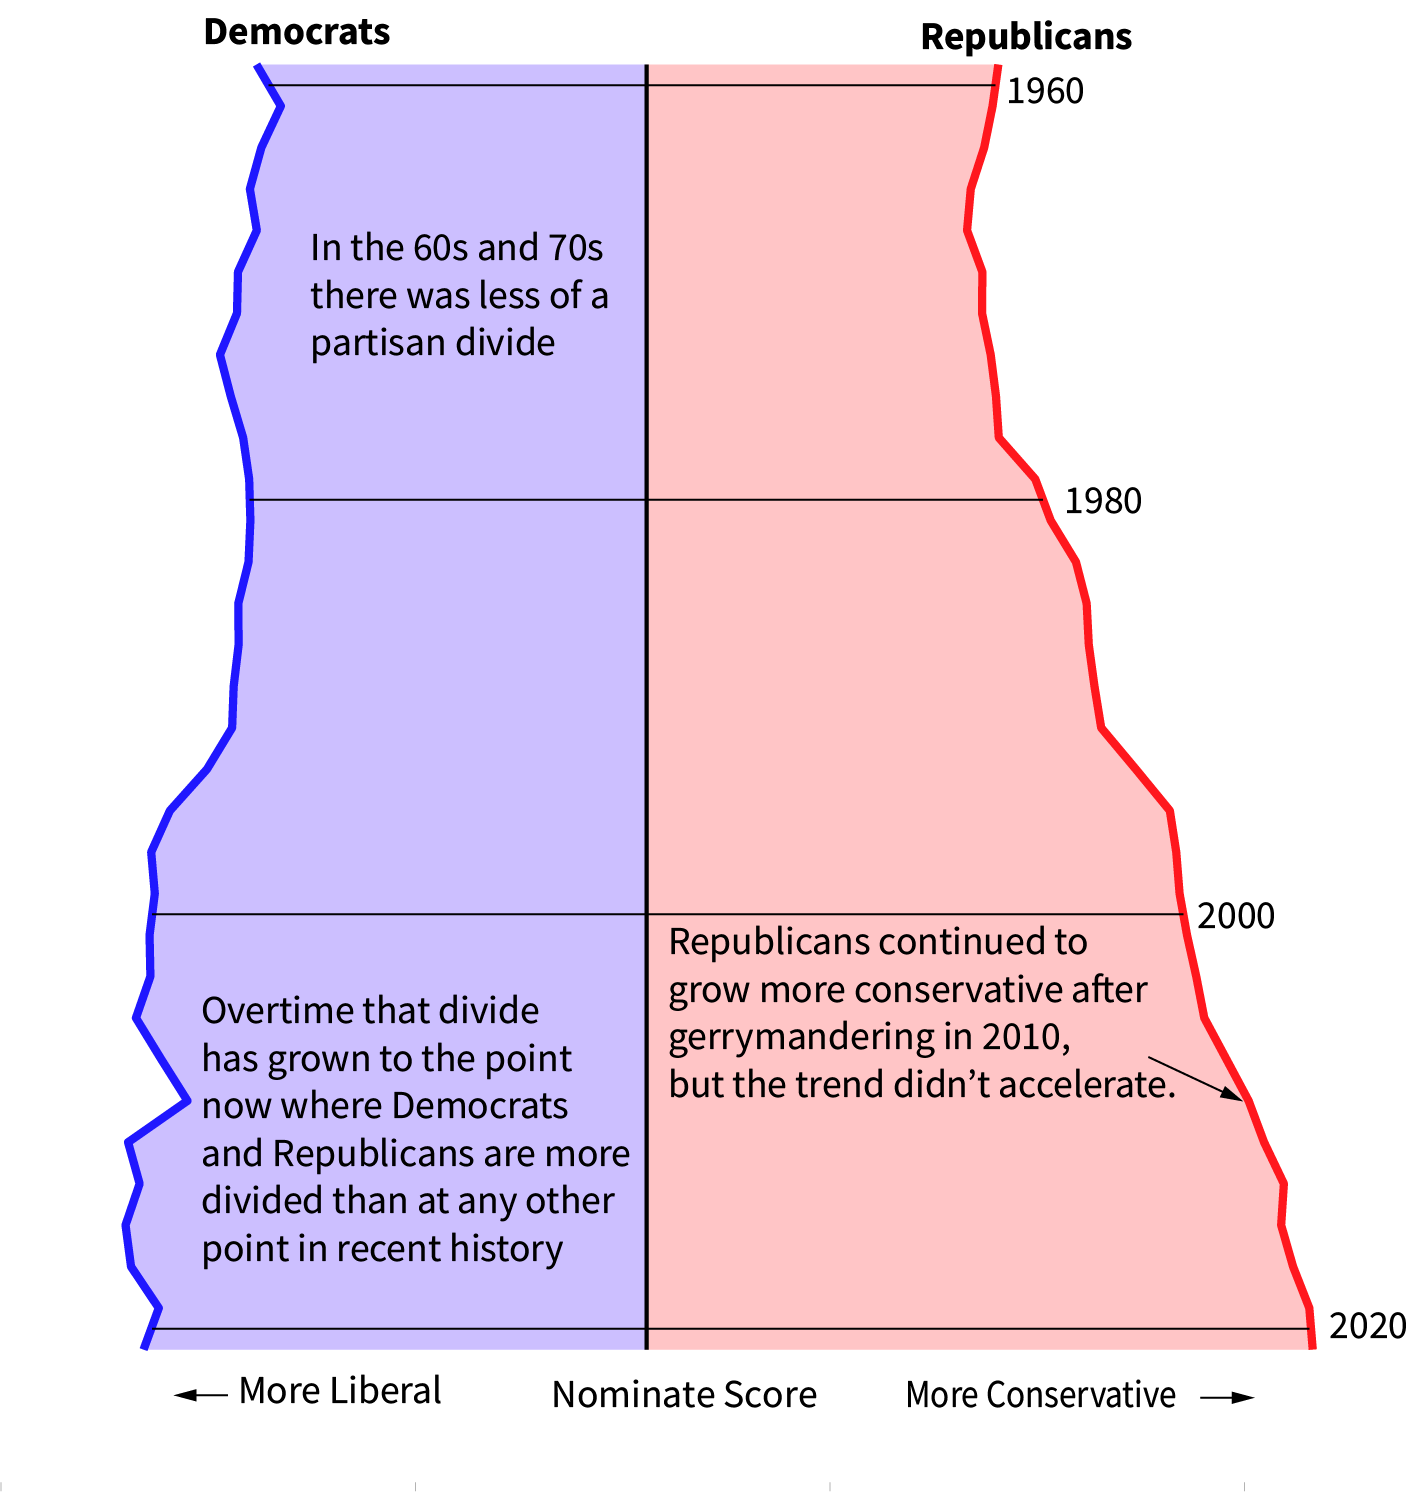 Democrats
Republicans
1960
In the 60s and 70s
there was less of a
partisan divide
1980
2000
Republicans continued to
grow more conservative after
gerrymandering in 2010,
but the trend didn’t accelerate.
Overtime that divide
has grown to the point
now where Democrats
and Republicans are more
divided than at any other
point in recent history
2020
More Liberal
Nominate Score
More Conservative